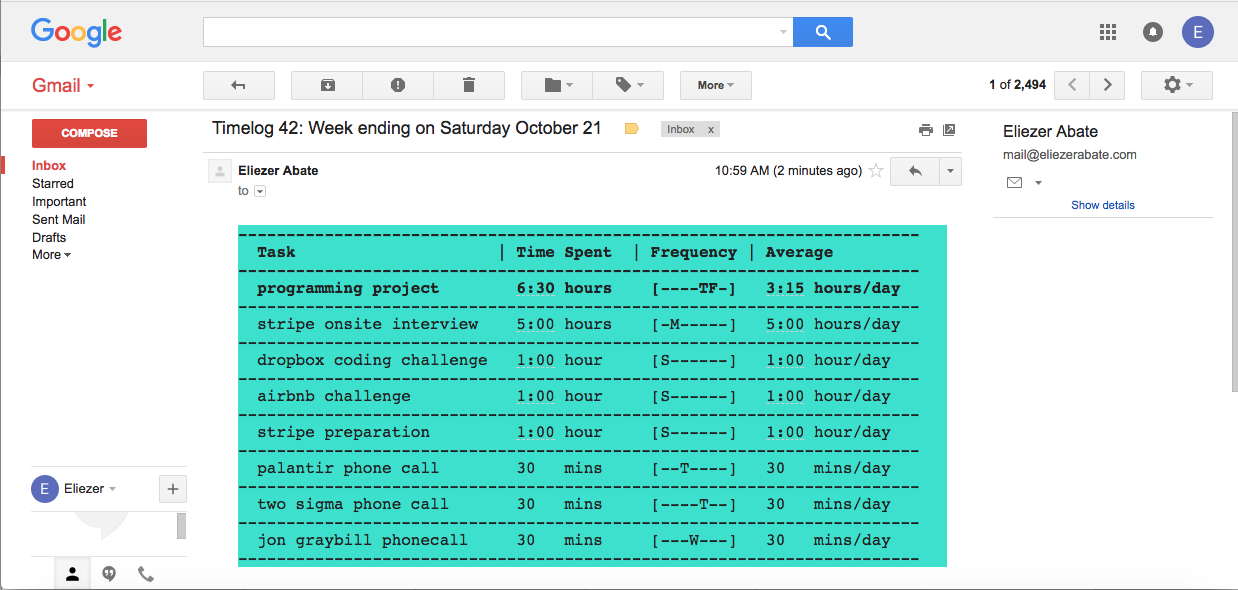 Google
E
Gmail
More
1 of 2,494
COMPOSE
Inbox
Starred
Important
Sent Mail
Drafts
More
Timelog 42: Week ending on Saturday October 21
Inbox x
Eliezer Abate
10:59 AM (2 minutes ago)
to
Eliezer Abate
mail@eliezerabate.com
Show details
-----------------------------------------------------------------------
Task | Time Spent | Frequency | Average
-----------------------------------------------------------------------
programming project 6:30 hours [----TF-] 3:15 hours/day
-----------------------------------------------------------------------
stripe onsite interview 5:00 hours [-M-----] 5:00 hours/day
-----------------------------------------------------------------------
dropbox coding challenge 1:00 hour [S------] 1:00 hour/day
-----------------------------------------------------------------------
airbnb challenge 1:00 hour [S------] 1:00 hour/day
-----------------------------------------------------------------------
stripe preparation 1:00 hour [S------] 1:00 hour/day
-----------------------------------------------------------------------
palantir phone call 30 mins [--T----] 30 mins/day
-----------------------------------------------------------------------
two sigma phone call 30 mins [----T--] 30 mins/day
-----------------------------------------------------------------------
jon graybill phonecall 30 mins [---W---] 30 mins/day
-----------------------------------------------------------------------
E Eliezer